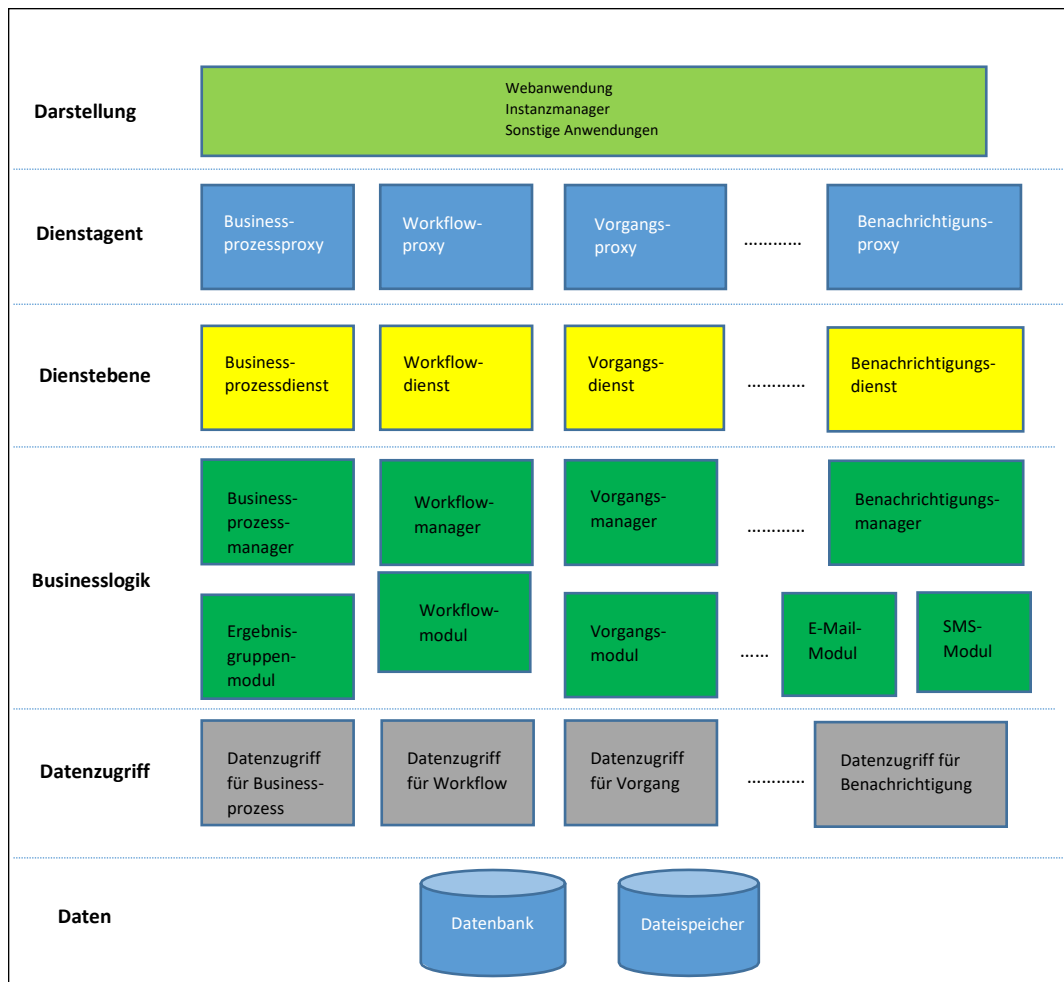 Darstellung
Webanwendung
Instanzmanager
Sonstige Anwendungen
Dienstagent
Business-
prozessproxy
Workflow-
proxy
Vorgangs-
proxy
…………
Benachrichtiguns-
proxy
Dienstebene
Business-
prozessdienst
Workflow-
dienst
Vorgangs-
dienst
…………
Benachrichtigungs-
dienst
Businesslogik
Business-
prozess-
manager
Workflow-
manager
Vorgangs-
manager
…………
Benachrichtigungs-
manager
Ergebnis-
gruppen-
modul
Workflow-
modul
Vorgangs-
modul
……
E-Mail-
Modul
SMS-
Modul
Datenzugriff
Datenzugriff
für Business-
prozess
Datenzugriff
für Workflow
Datenzugriff
für Vorgang
…………
Datenzugriff für
Benachrichtigung
Daten
Datenbank
Dateispeicher